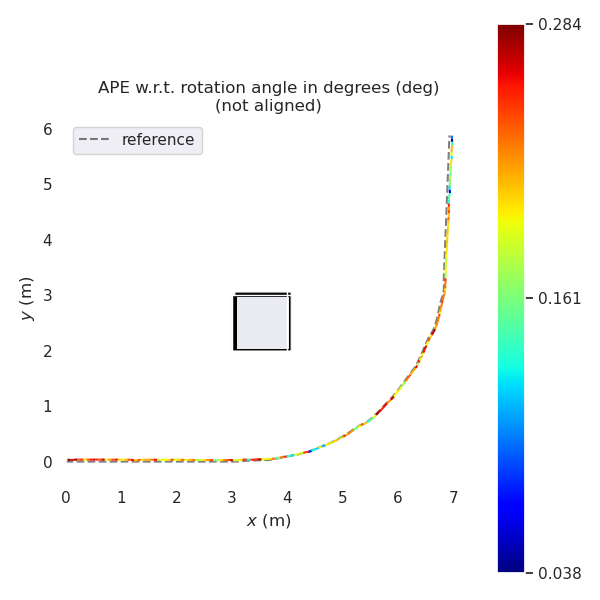 APE w.r.t. rotation angle in degrees (deg)
(not aligned)
reference
6
5
4
3
2
1
0
y (m)
0 1 2 3 4 5 6 7
x (m)
0.284
0.161
0.038